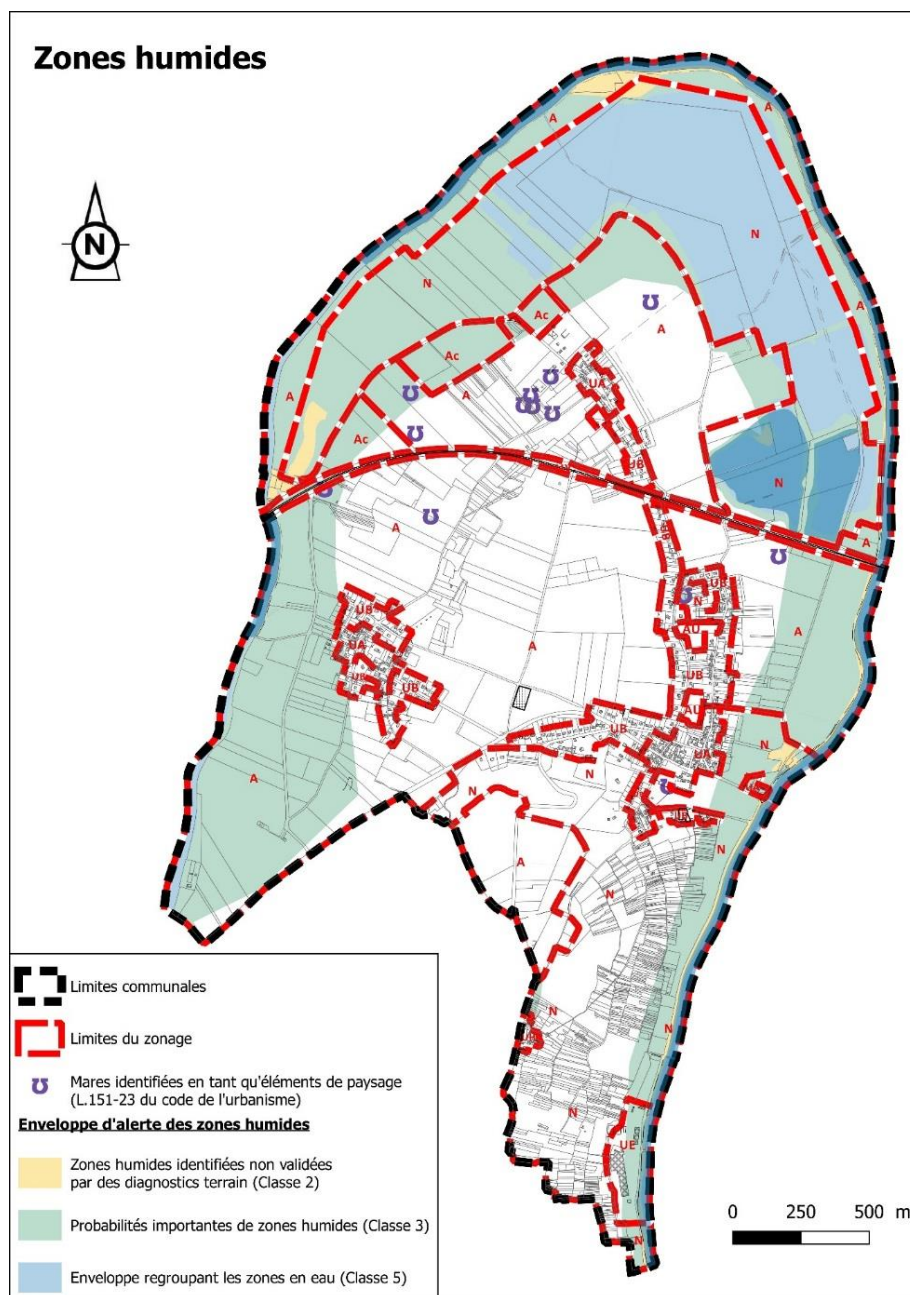 Zones humides
N
A
A
N
N
A
Ac
A
Ac
UA
A
A
Ac
UB
N
A
A
UB
N
A
UB
AU
A
UA
UB
UB
UB
AU
UB
UA
N
A
N
N
A
N
N
N
N
N
UE
N
Limites communales
Limites du zonage
Mares identifiées en tant qu'éléments de paysage
(L.151-23 du code de l'urbanisme)
Enveloppe d'alerte des zones humides
Zones humides identifiées non validées
par des diagnostics terrain (Classe 2)
Probabilités importantes de zones humides (Classe 3)
Enveloppe regroupant les zones en eau (Classe 5)
0 250 500 m